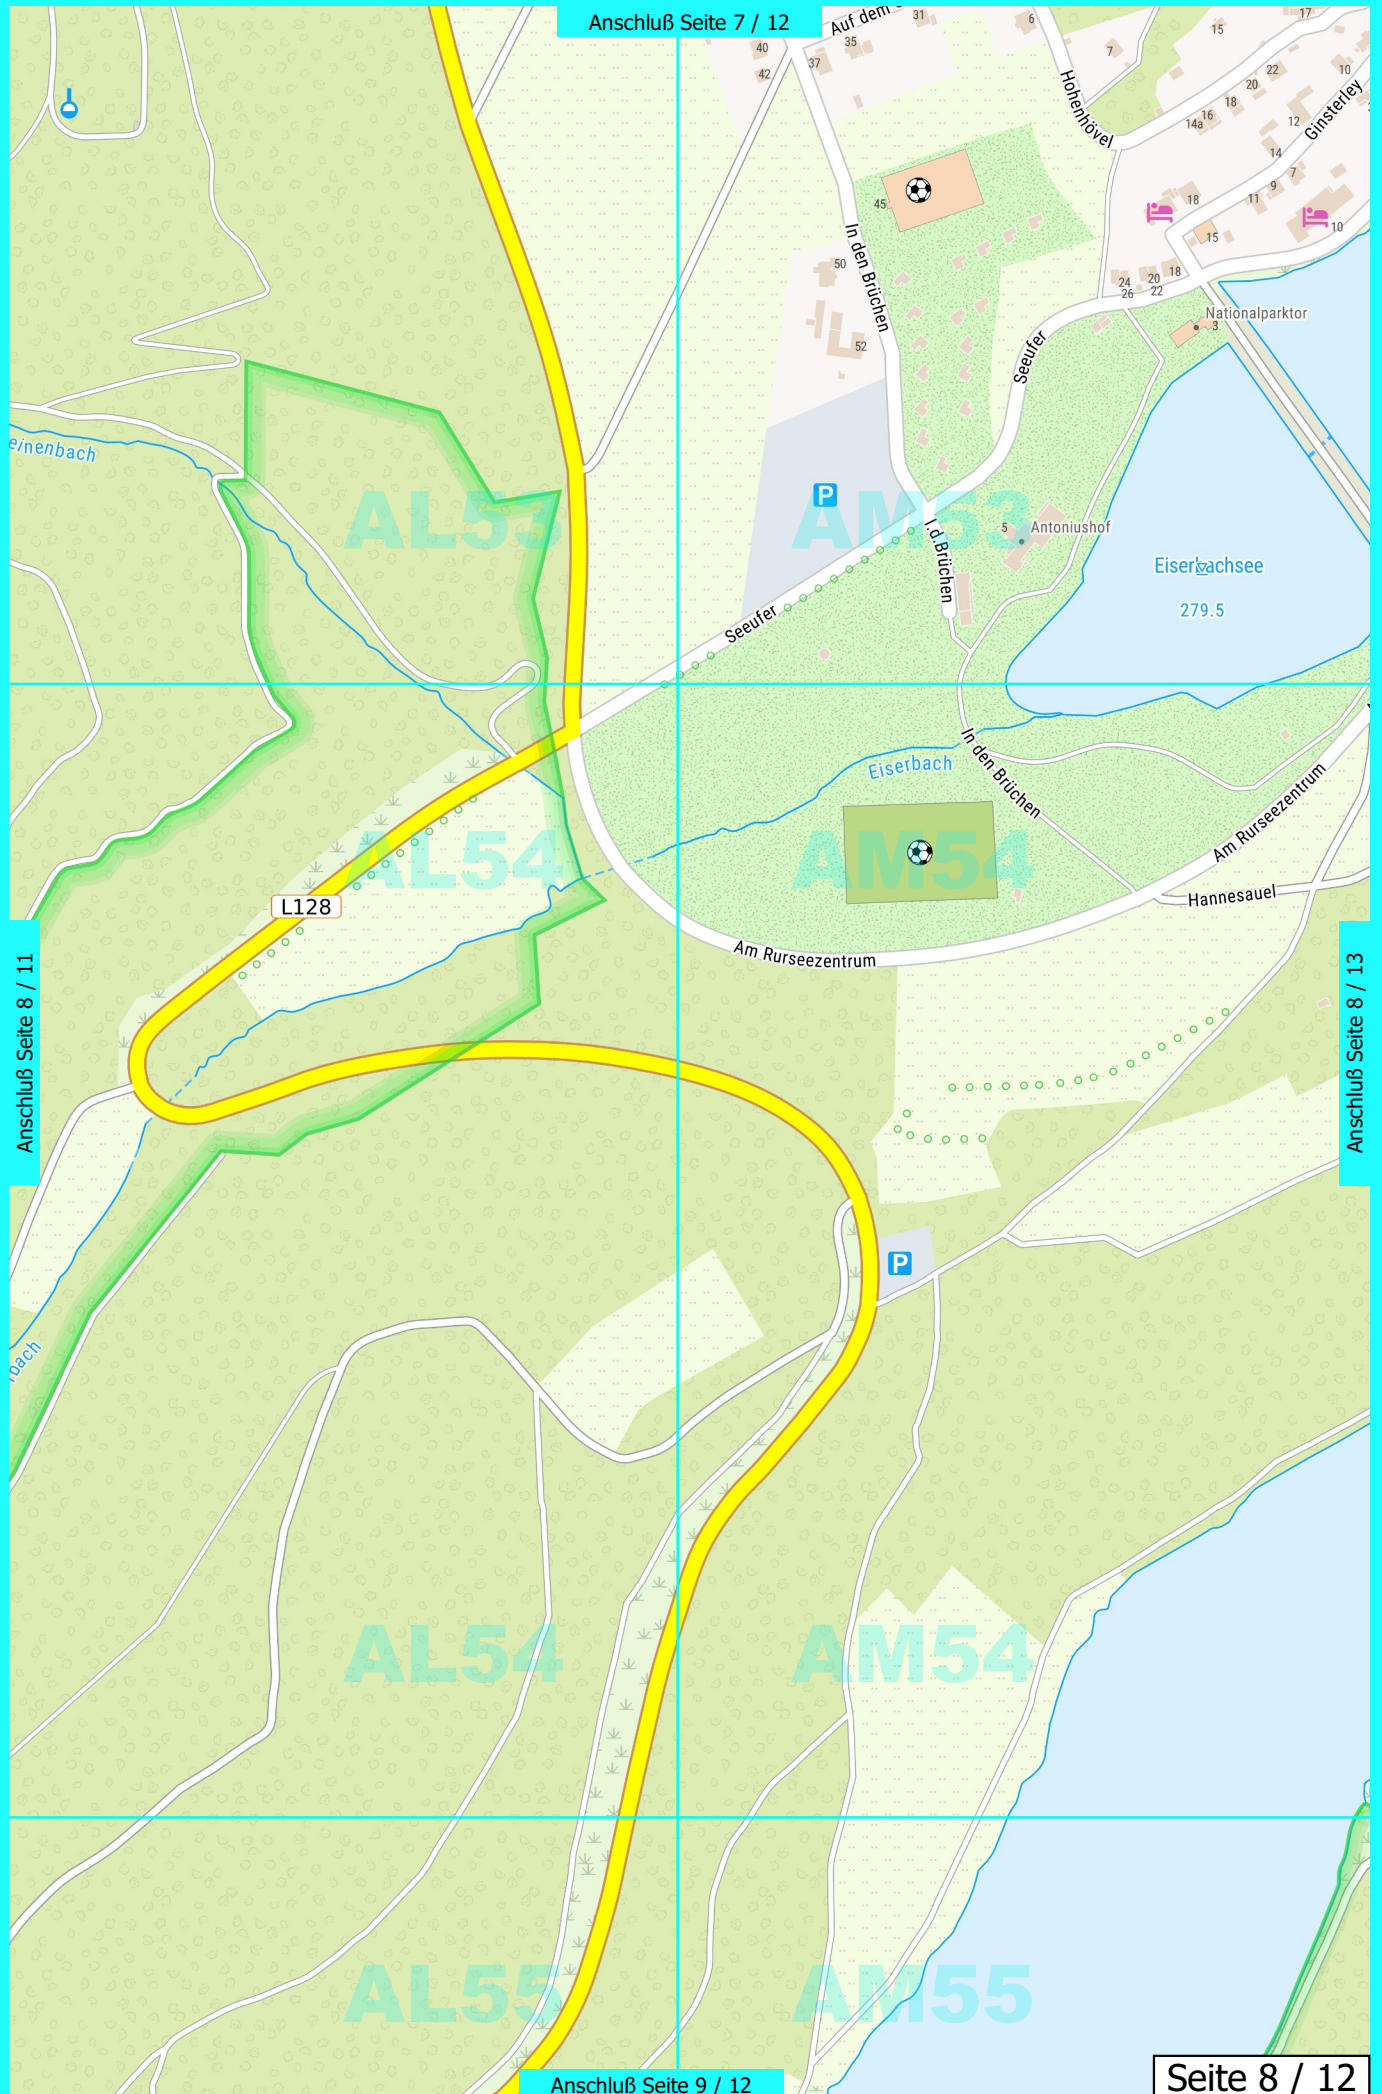 Anschluß Seite 7 / 12
31
6
17
15
35
40
37
42
7
22
10
20
18
16
14a
12
Hohenhövel
Ginsterley
14
7
9
11
18
45
10
15
In den Brüchen
50
18
20
24
22
26
Nationalparktor
3
52
Seeufer
AL53
AM53
P
5
Antoniushof
I.d.Brüchen
Eiserbachsee
279.5
Seeufer
In den Brüchen
Eiserbach
Am Rurseezentrum
AL54
AM54
Hannesauel
L128
Am Rurseezentrum
Anschluß Seite 8 / 11
Anschluß Seite 8 / 13
P
AL54
AM54
AL55
AM55
Anschluß Seite 9 / 12
Seite 8 / 12